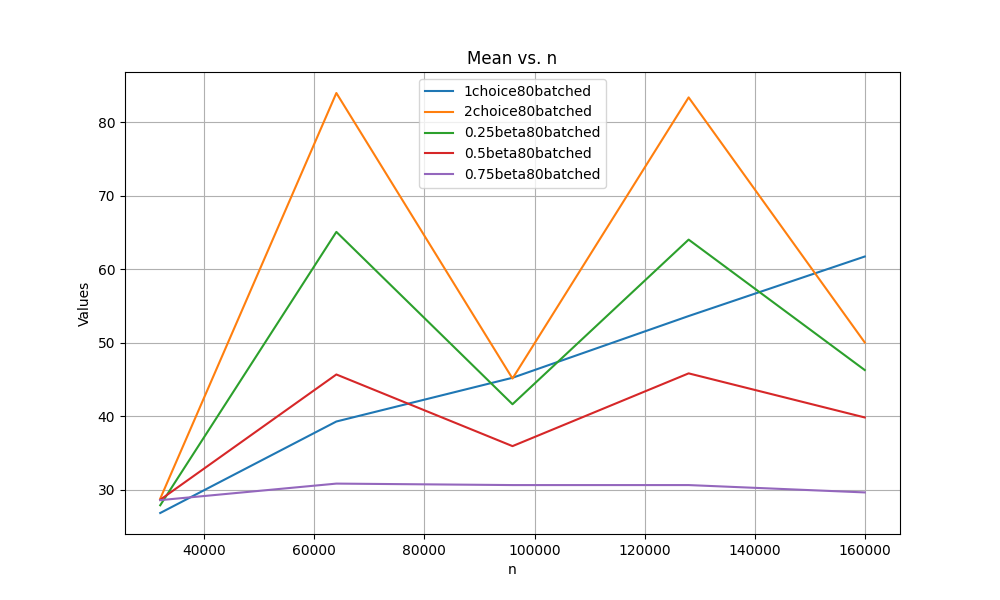 Mean vs. n
1choice80batched
2choice80batched
0.25beta80batched
0.5beta80batched
0.75beta80batched
Values
80
70
60
50
40
30
40000 60000 80000 100000 120000 140000 160000
n